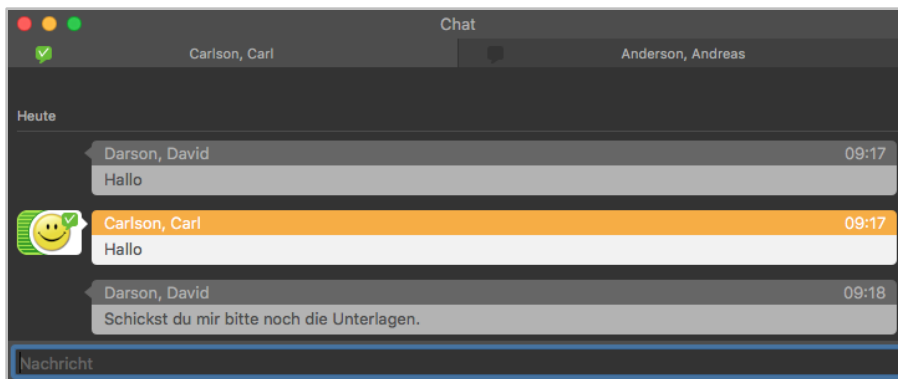 Chat
Carlson, Carl
Anderson, Andreas
Heute
Darson, David 09:17
Hallo
Carlson, Carl 09:17
Hallo
Darson, David 09:18
Schickst du mir bitte noch die Unterlagen.
Nachricht